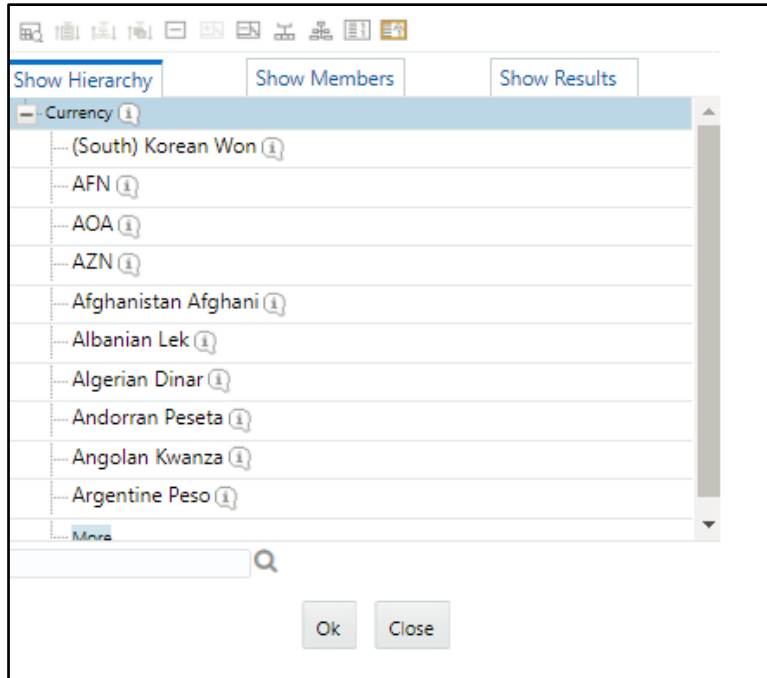 Show Hierarchy Show Members Show Results
Currency
(South) Korean Won
AFN
AOA
AZN
Afghanistan Afghani
Albanian Lek
Algerian Dinar
Andorran Peseta
Angolan Kwanza
Argentine Peso
More
Ok Close